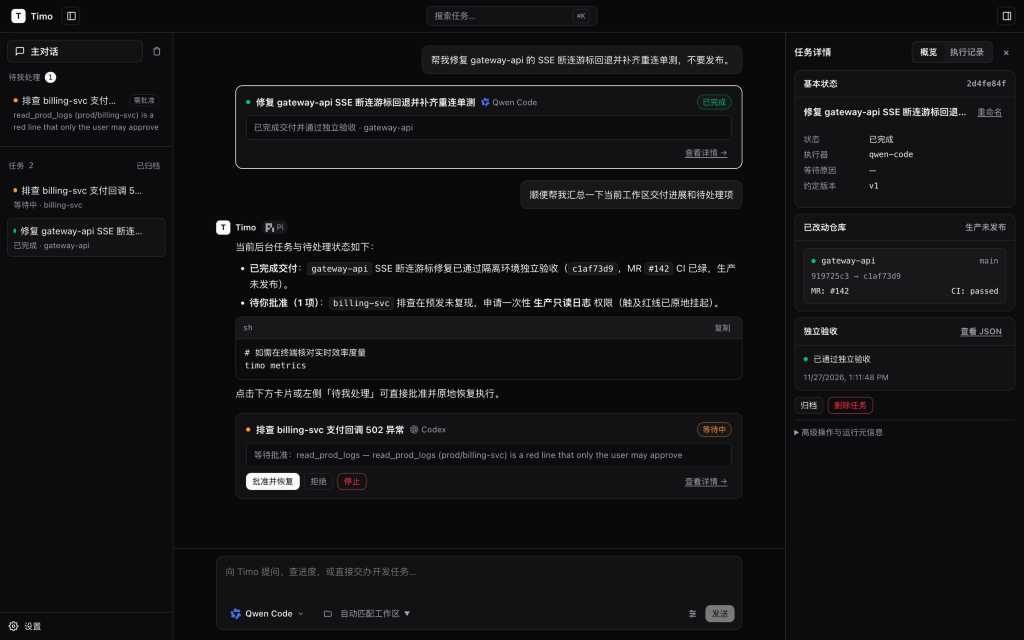 T Timo
搜索任务... ⌘K
主对话
待我处理 1
排查 billing-svc 支付... 需批准
read_prod_logs (prod/billing-svc) is a
red line that only the user may approve
任务 2 已归档
排查 billing-svc 支付回调 5...
等待中 · billing-svc
修复 gateway-api SSE 断连...
已完成 · gateway-api
设置
帮我修复 gateway-api 的 SSE 断连游标回退并补齐重连单测，不要发布。
修复 gateway-api SSE 断连游标回退并补齐重连单测 Qwen Code 已完成
已完成交付并通过独立验收 · gateway-api
查看详情 →
顺便帮我汇总一下当前工作区交付进展和待处理项
T Timo Pi
当前后台任务与待处理状态如下：
• 已完成交付： gateway-api SSE 断连游标修复已通过隔离环境独立验收（ c1af73d9 ，MR #142 CI 已绿，生产
未发布）。
• 待你批准（1 项）： billing-svc 排查在预发未复现，申请一次性 生产只读日志 权限（触及红线已原地挂起）。
sh 复制
# 如需在终端核对实时效率度量
timo metrics
点击下方卡片或左侧「待我处理」可直接批准并原地恢复执行。
排查 billing-svc 支付回调 502 异常 Codex 等待中
等待批准：read_prod_logs — read_prod_logs (prod/billing-svc) is a red line that only the user may approve
批准并恢复 拒绝 停止 查看详情 →
向 Timo 提问、查进度，或直接交办开发任务...
Qwen Code 自动匹配工作区 ▼ 发送
任务详情 概览 执行记录 ×
基本状态 2d4fe84f
修复 gateway-api SSE 断连游标回退... 重命名
状态 已完成
执行器 qwen-code
等待原因 —
约定版本 v1
已改动仓库 生产未发布
gateway-api main
919725c3 → c1af73d9
MR: #142 CI: passed
独立验收 查看 JSON
已通过独立验收
11/27/2026, 1:11:48 PM
归档 删除任务
▶ 高级操作与运行元信息